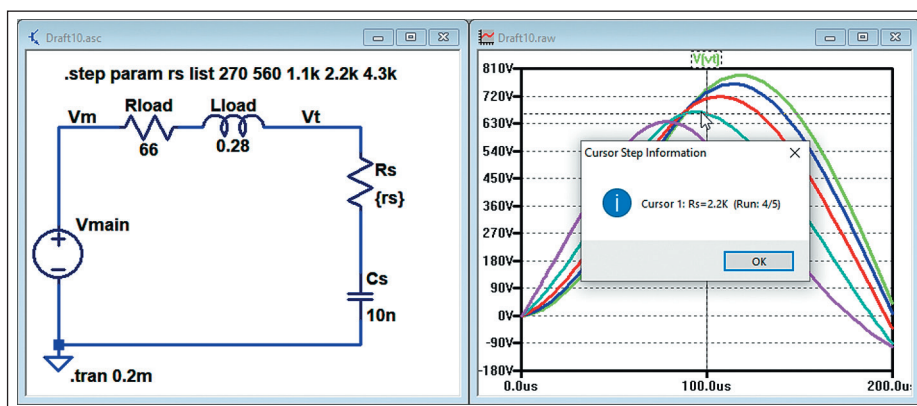 Draft10.asc
.step param rs list 270 560 1.1k 2.2k 4.3k
Vm
Rload
66
Lload
0.28
Vt
Rs
{rs}
Vmain
Cs
10n
.tran 0.2m
Draft10.raw
V(vt)
810V
720V
630V
540V
450V
360V
270V
180V
90V
0V
-90V
-180V
0.0us
100.0us
200.0us
Cursor Step Information
Cursor 1: Rs=2.2K (Run: 4/5)
OK